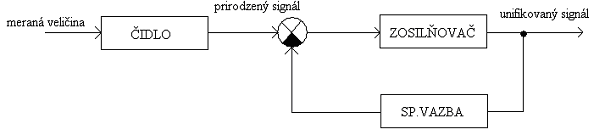 meraná veličina
ČIDLO
prirodzený signál
ZOSILŇOVAČ
unifikovaný signál
SP.VAZBA